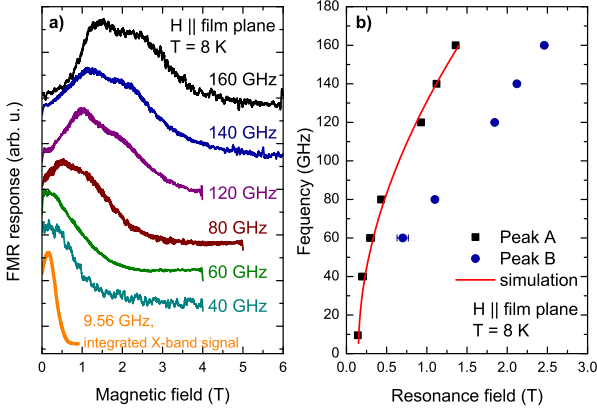 a)
H || film plane
T = 8 K
160 GHz
140 GHz
120 GHz
80 GHz
60 GHz
40 GHz
9.56 GHz,
integrated X-band signal
FMR response (arb. u.)
0 1 2 3 4 5 6
Magnetic field (T)
b)
180
160
140
120
100
80
60
40
20
0
Fequency (GHz)
Peak A
Peak B
simulation
H || film plane
T = 8 K
0.0 0.5 1.0 1.5 2.0 2.5 3.0
Resonance field (T)